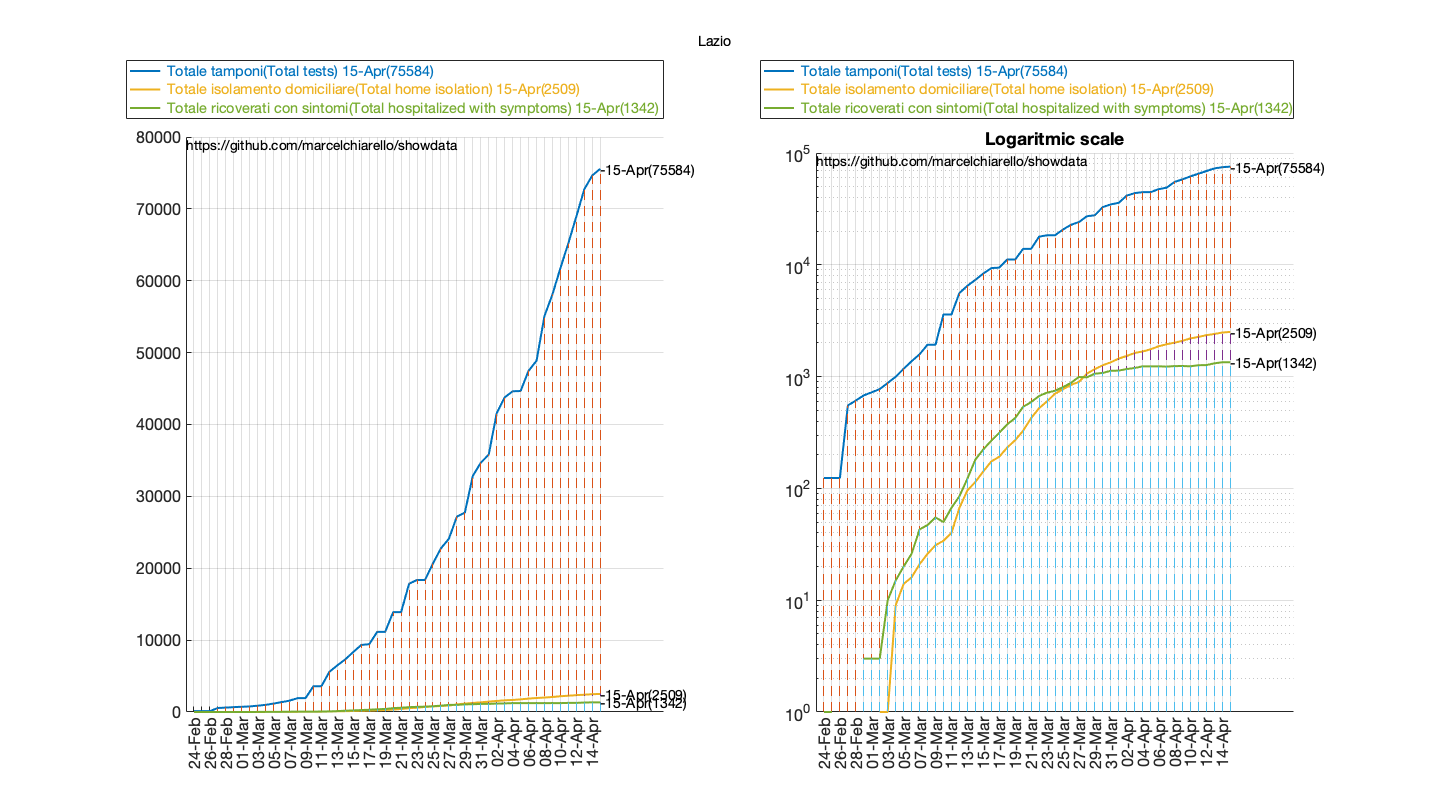 Lazio
Totale tamponi(Total tests) 15-Apr(75584)
Totale isolamento domiciliare(Total home isolation) 15-Apr(2509)
Totale ricoverati con sintomi(Total hospitalized with symptoms) 15-Apr(1342)
80000
https://github.com/marcelchiarello/showdata
-15-Apr(75584)
70000
60000
50000
40000
30000
20000
10000
-15-Apr(2509)
-15-Apr(1342)
0
24-Feb
26-Feb
28-Feb
01-Mar
03-Mar
05-Mar
07-Mar
09-Mar
11-Mar
13-Mar
15-Mar
17-Mar
19-Mar
21-Mar
23-Mar
25-Mar
27-Mar
29-Mar
31-Mar
02-Apr
04-Apr
06-Apr
08-Apr
10-Apr
12-Apr
14-Apr
Totale tamponi(Total tests) 15-Apr(75584)
Totale isolamento domiciliare(Total home isolation) 15-Apr(2509)
Totale ricoverati con sintomi(Total hospitalized with symptoms) 15-Apr(1342)
Logaritmic scale
10^5
https://github.com/marcelchiarello/showdata
-15-Apr(75584)
10^4
-15-Apr(2509)
-15-Apr(1342)
10^3
10^2
10^1
10^0
24-Feb
26-Feb
28-Feb
01-Mar
03-Mar
05-Mar
07-Mar
09-Mar
11-Mar
13-Mar
15-Mar
17-Mar
19-Mar
21-Mar
23-Mar
25-Mar
27-Mar
29-Mar
31-Mar
02-Apr
04-Apr
06-Apr
08-Apr
10-Apr
12-Apr
14-Apr